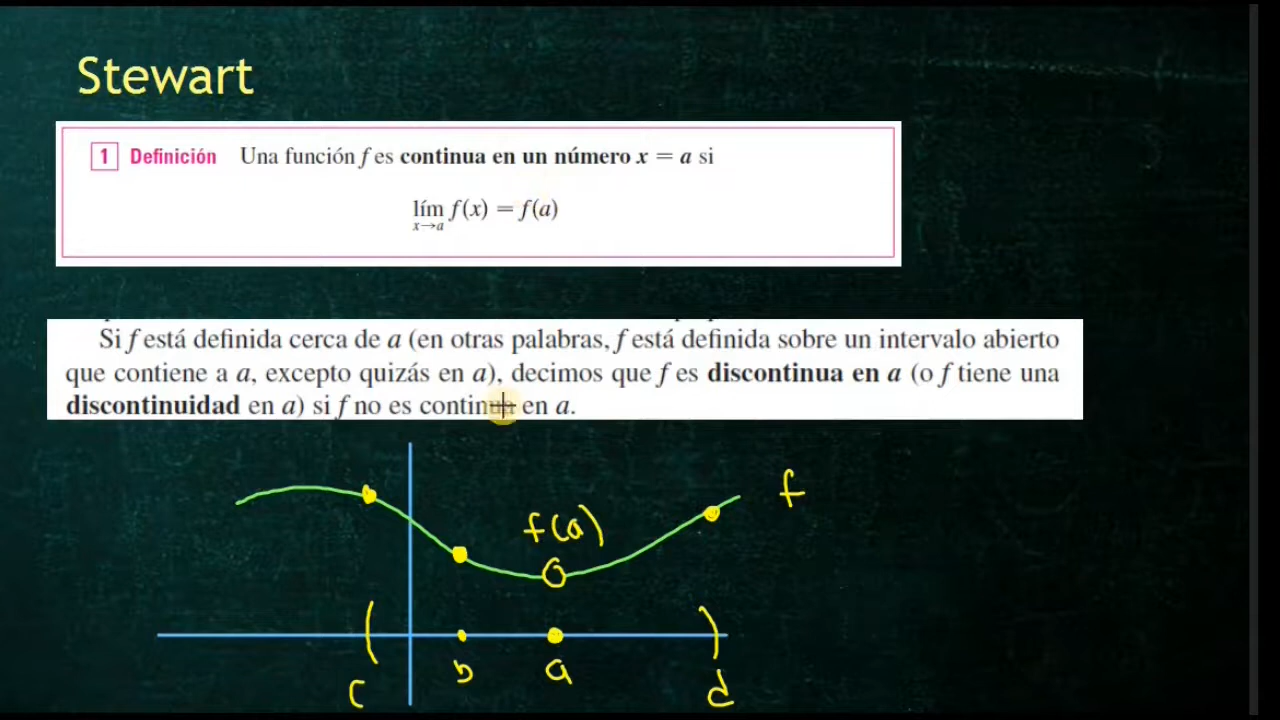 Stewart
1 Definición Una función f es continua en un número x = a si
lím f(x) = f(a)
x→a
Si f está definida cerca de a (en otras palabras, f está definida sobre un intervalo abierto
que contiene a a, excepto quizás en a), decimos que f es discontinua en a (o f tiene una
discontinuidad en a) si f no es continua en a.
f
f(a)
c b a d